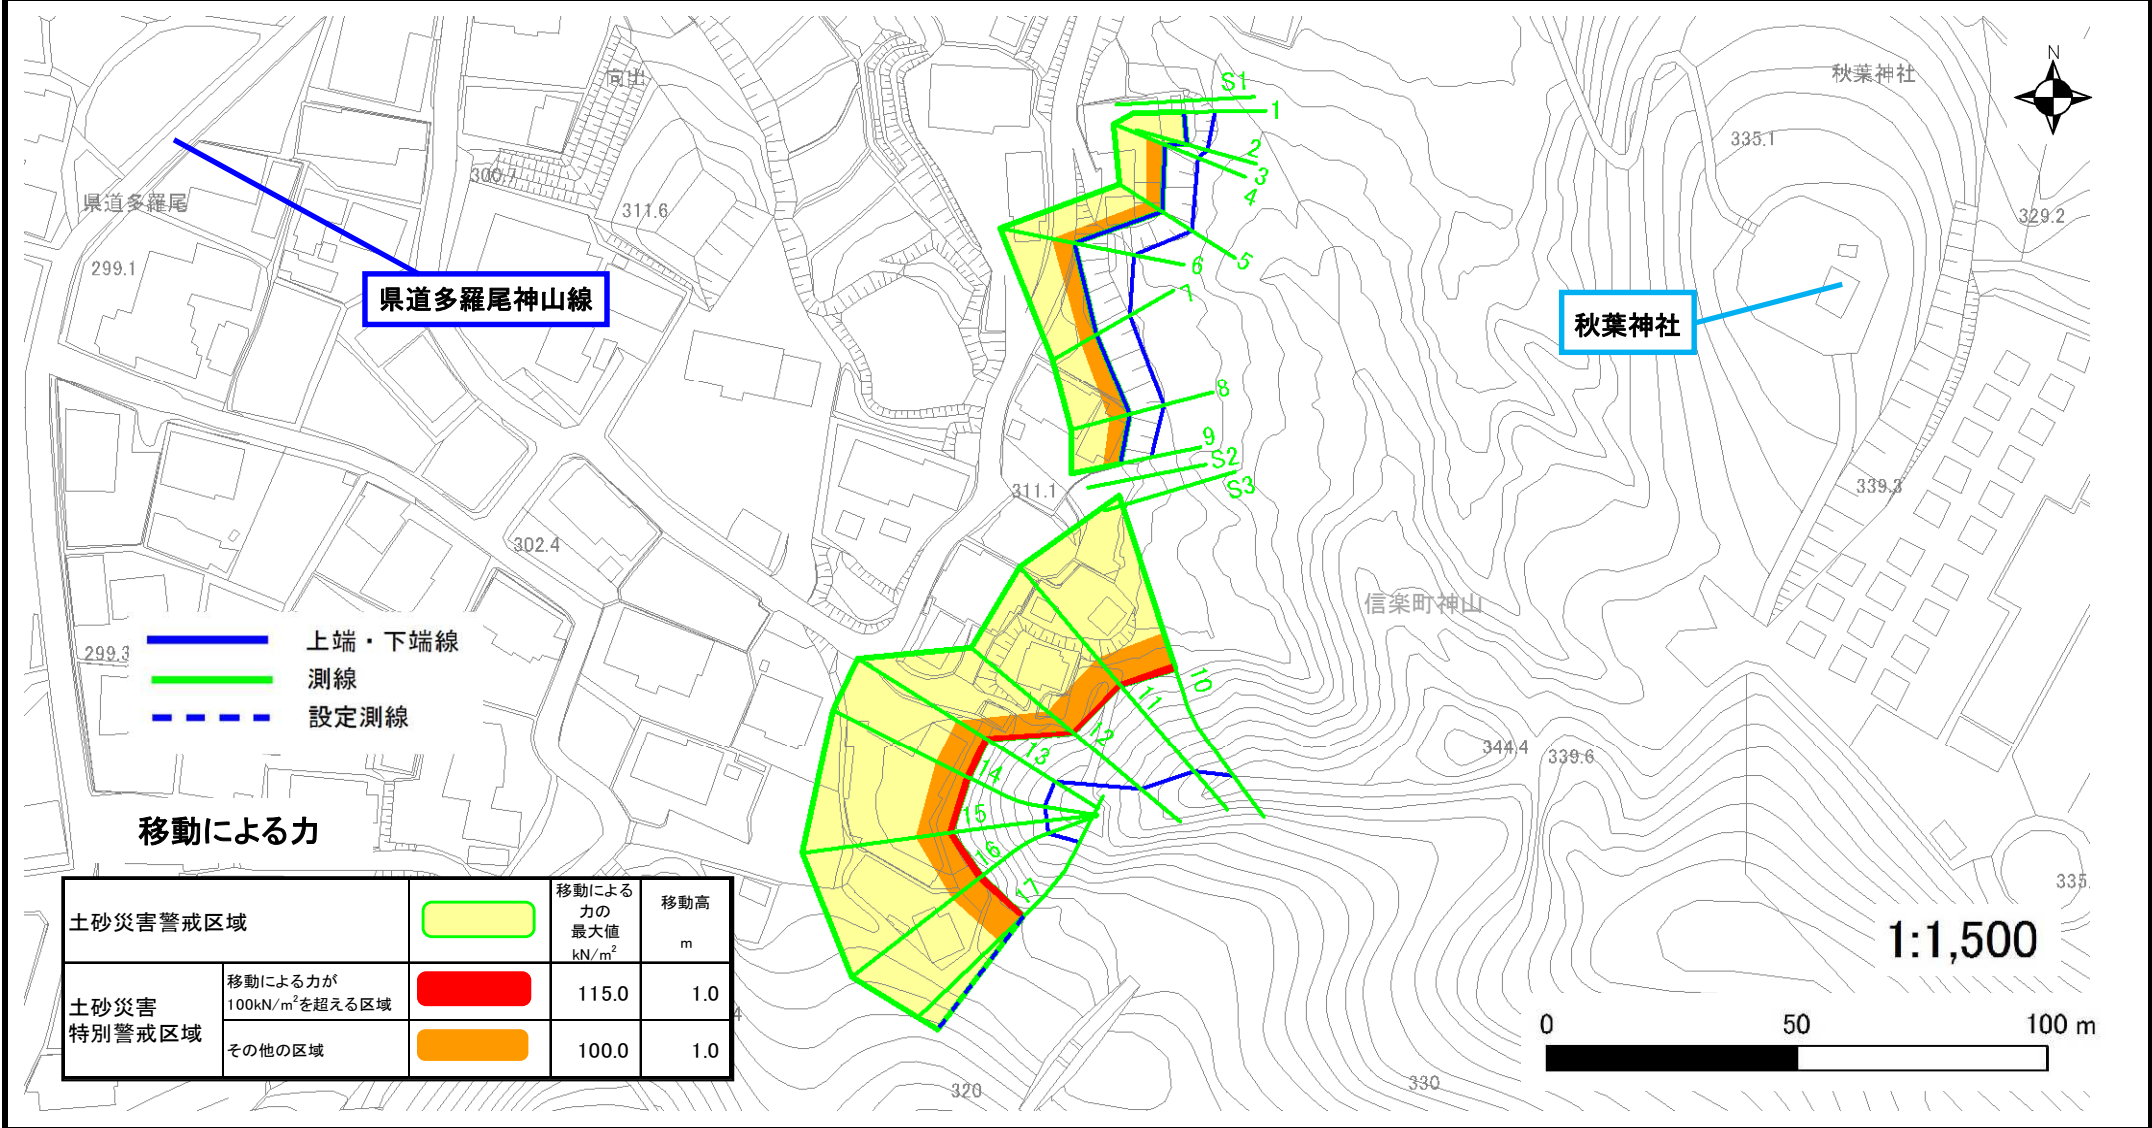 秋葉神社
N
向出
S1
1
335.1
2
3
4
300.7
県道多羅尾
311.6
329.2
299.1
5
6
7
県道多羅尾神山線
秋葉神社
8
9
S2
S3
311.1
339.3
302.4
信楽町神山
上端・下端線
299.3
測線
設定測線
10
11
12
13
14
15
16
17
344.4
339.6
移動による力
335.
1:1,500
土砂災害警戒区域
移動による
力の
最大値
kN/m²
移動高
m
土砂災害
特別警戒区域
移動による力が
100kN/m²を超える区域
115.0
1.0
その他の区域
100.0
1.0
4
0
50
100 m
320
330